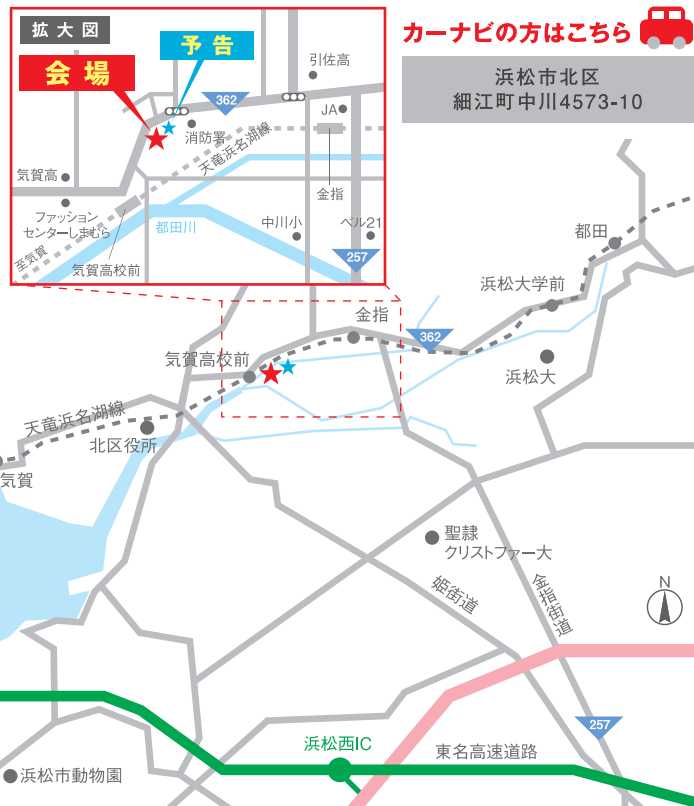 拡大図
会場
予告
カーナビの方はこちら
浜松市北区
細江町中川4573-10
引佐高
362
JA
消防署
天竜浜名湖線
気賀高
金指
ファッション
センターしまむら
都田川
中川小
ベル21
至気賀
気賀高校前
257
都田
浜松大学前
金指
362
気賀高校前
浜松大
天竜浜名湖線
北区役所
気賀
聖隷
クリストファー大
姫街道
金指街道
N
257
浜松西IC
東名高速道路
浜松市動物園